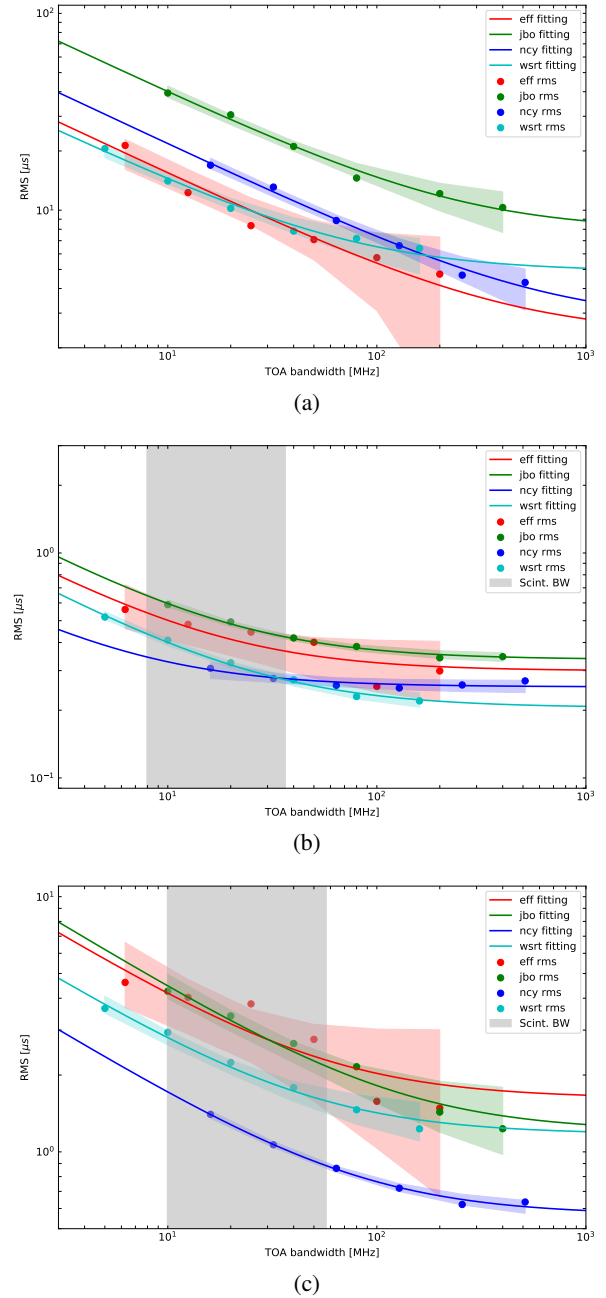 10²
10¹
RMS [μs]
eff fitting
jbo fitting
ncy fitting
wsrt fitting
eff rms
jbo rms
ncy rms
wsrt rms
10¹
10²
10³
TOA bandwidth [MHz]
(a)
10⁰
10⁻¹
RMS [μs]
eff fitting
jbo fitting
ncy fitting
wsrt fitting
eff rms
jbo rms
ncy rms
wsrt rms
Scint. BW
10¹
10²
10³
TOA bandwidth [MHz]
(b)
10¹
10⁰
RMS [μs]
eff fitting
jbo fitting
ncy fitting
wsrt fitting
eff rms
jbo rms
ncy rms
wsrt rms
Scint. BW
10¹
10²
10³
TOA bandwidth [MHz]
(c)